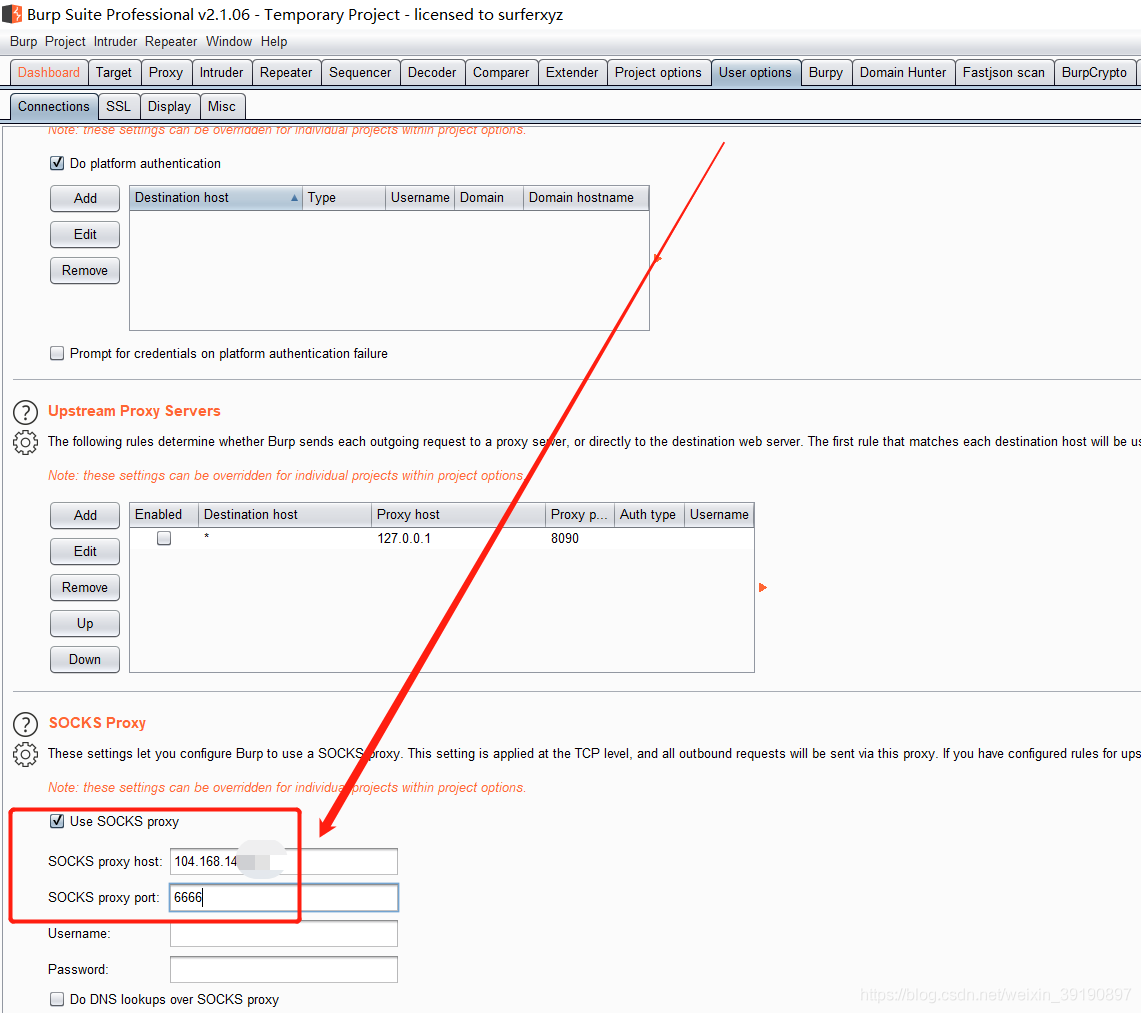 Burp Suite Professional v2.1.06 - Temporary Project - licensed to surferxyz
Burp Project Intruder Repeater Window Help
Dashboard Target Proxy Intruder Repeater Sequencer Decoder Comparer Extender Project options User options Burpy Domain Hunter Fastjson scan BurpCrypto
Connections SSL Display Misc
Note: these settings can be overridden for individual projects within project options.
Do platform authentication
Add
Edit
Remove
Destination host Type Username Domain Domain hostname
Prompt for credentials on platform authentication failure
? Upstream Proxy Servers
The following rules determine whether Burp sends each outgoing request to a proxy server, or directly to the destination web server. The first rule that matches each destination host will be us
Note: these settings can be overridden for individual projects within project options.
Add
Edit
Remove
Up
Down
Enabled Destination host Proxy host Proxy p... Auth type Username
* 127.0.0.1 8090
? SOCKS Proxy
These settings let you configure Burp to use a SOCKS proxy. This setting is applied at the TCP level, and all outbound requests will be sent via this proxy. If you have configured rules for ups
Note: these settings can be overridden for individual projects within project options.
Use SOCKS proxy
SOCKS proxy host: 104.168.14
SOCKS proxy port: 6666
Username:
Password:
Do DNS lookups over SOCKS proxy
https://blog.csdn.net/weixin_39190897